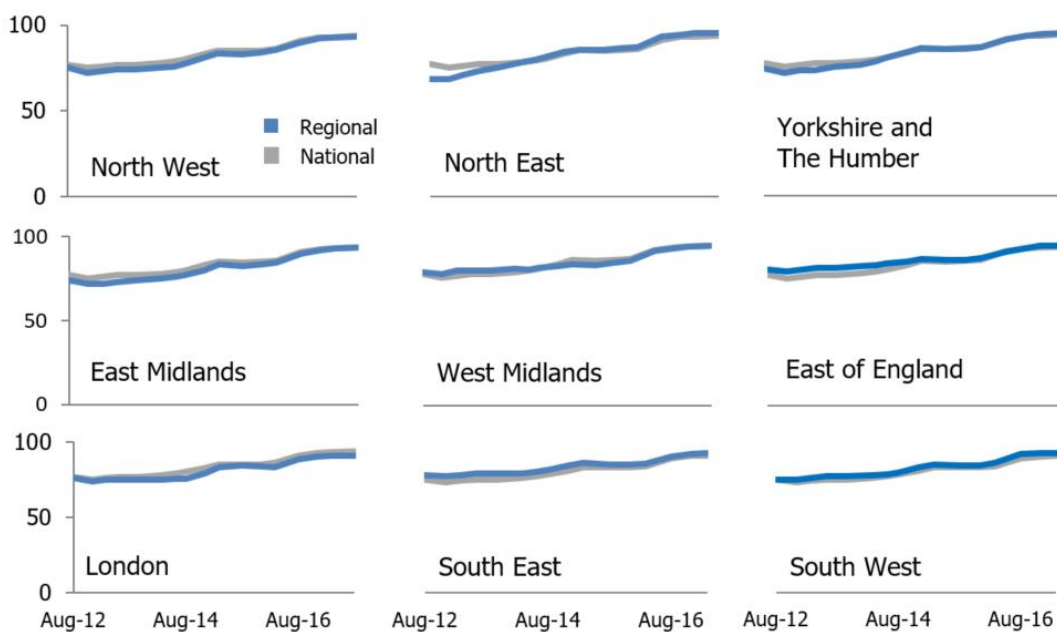 100
50
0
Regional
National
North West
North East
Yorkshire and
The Humber
100
50
0
East Midlands
West Midlands
East of England
100
50
0
London
South East
South West
Aug-12 Aug-14 Aug-16 Aug-12 Aug-14 Aug-16 Aug-12 Aug-14 Aug-16